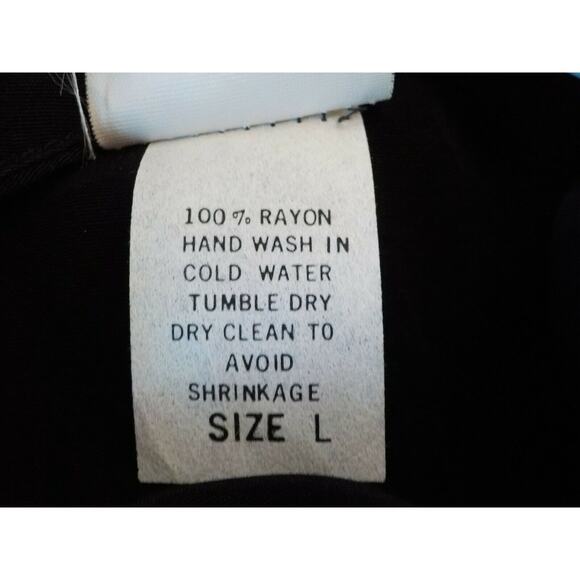 100% RAYON
HAND WASH IN
COLD WATER
TUMBLE DRY
DRY CLEAN TO
AVOID
SHRINKAGE
SIZE L